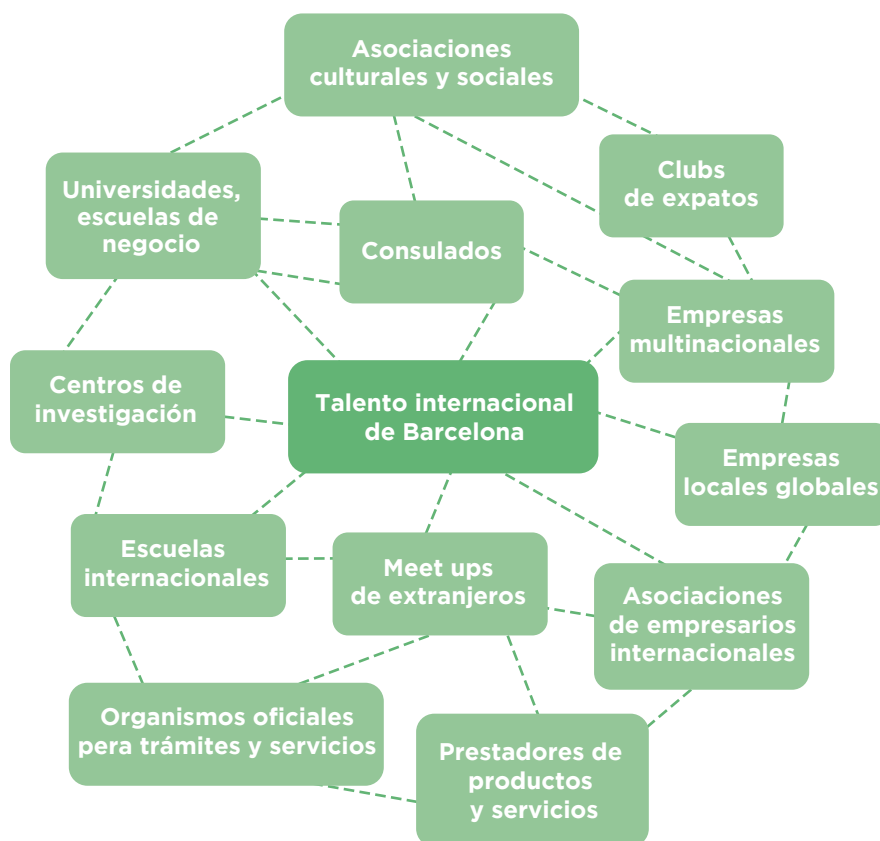 Asociaciones
culturales y sociales
Clubs
de expatos
Universidades,
escuelas de
negocio
Consulados
Empresas
multinacionales
Centros de
investigación
Talento internacional
de Barcelona
Empresas
locales globales
Escuelas
internacionales
Meet ups
de extranjeros
Asociaciones
de empresarios
internacionales
Organismos oficiales
pera trámites y servicios
Prestadores de
productos
y servicios